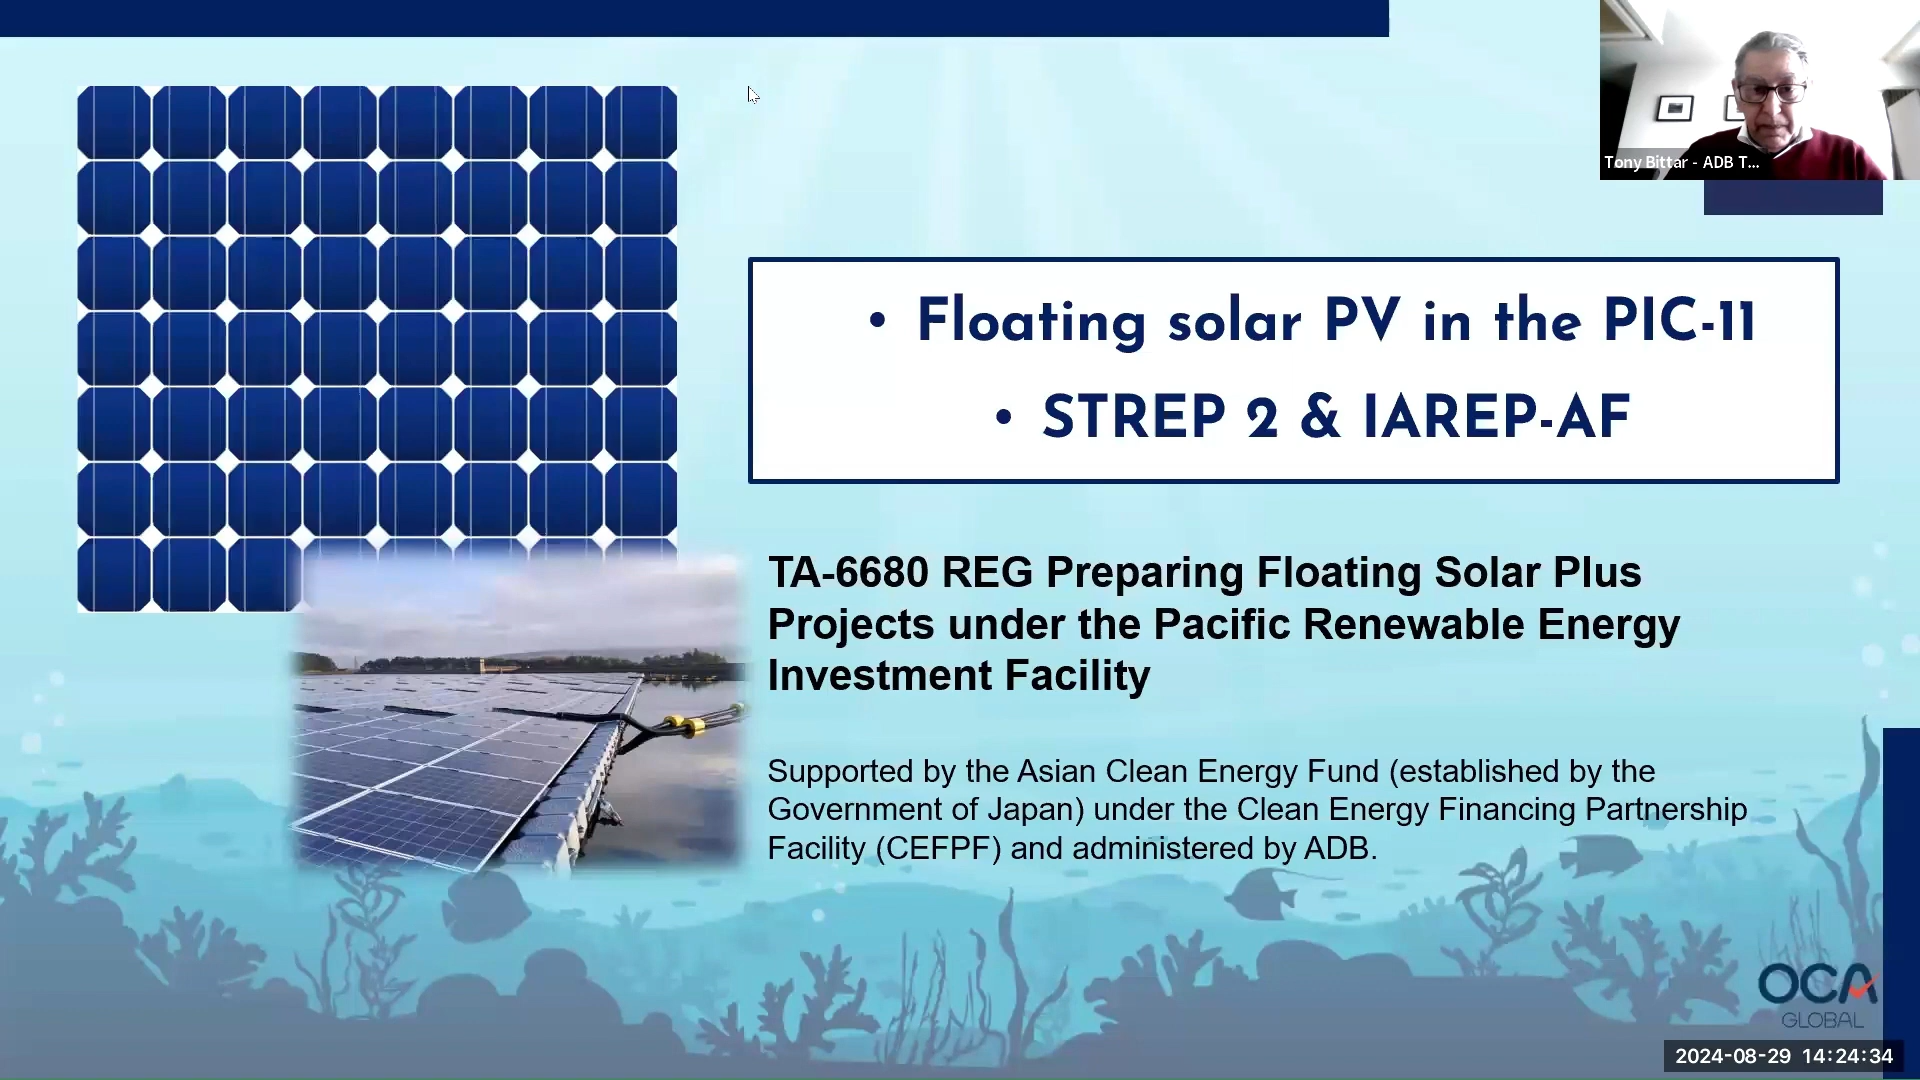 Tony Bittar - ADB T...
• Floating solar PV in the PIC-11
• STREP 2 & IAREP-AF
TA-6680 REG Preparing Floating Solar Plus
Projects under the Pacific Renewable Energy
Investment Facility
Supported by the Asian Clean Energy Fund (established by the
Government of Japan) under the Clean Energy Financing Partnership
Facility (CEFPF) and administered by ADB.
OCA
GLOBAL
2024-08-29 14:24:34